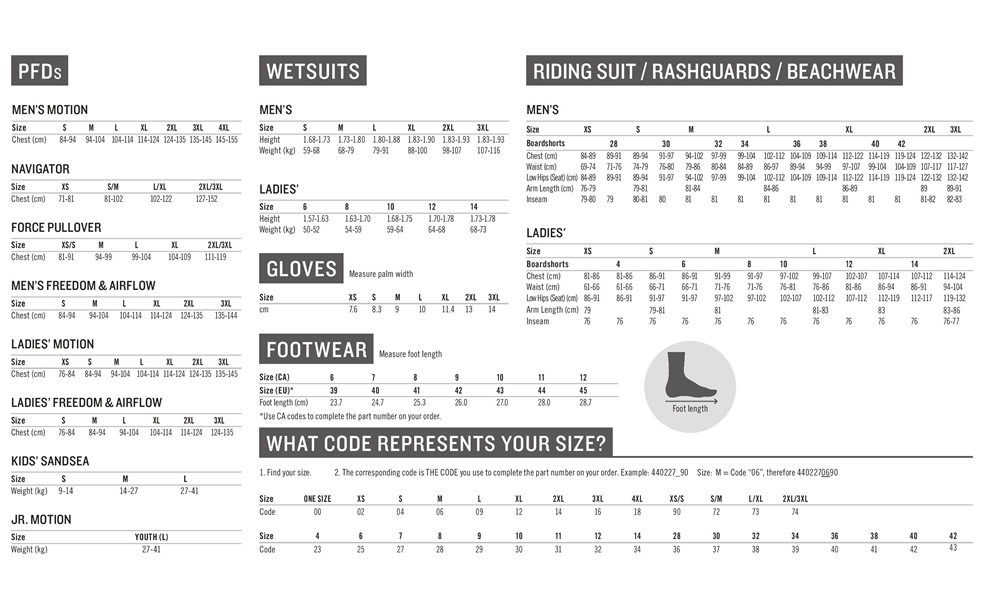 PFDs
MEN'S MOTION
Size S M L XL 2XL 3XL 4XL
Chest (cm) 84-94 94-104 104-114 114-124 124-135 135-145 145-155
NAVIGATOR
Size XS S/M L/XL 2XL/3XL
Chest (cm) 71-81 81-102 102-122 127-152
FORCE PULLOVER
Size XS/S M L XL 2XL/3XL
Chest (cm) 81-91 94-99 99-104 104-109 111-119
MEN'S FREEDOM & AIRFLOW
Size S M L XL 2XL 3XL
Chest (cm) 84-94 94-104 104-114 114-124 124-135 135-144
LADIES' MOTION
Size XS S M L XL 2XL 3XL
Chest (cm) 76-84 84-94 94-104 104-114 114-124 124-135 135-145
LADIES' FREEDOM & AIRFLOW
Size S M L XL 2XL 3XL
Chest (cm) 76-84 84-94 94-104 104-114 114-124 124-135
KIDS' SANDSEA
Size S M L
Weight (kg) 9-14 14-27 27-41
JR. MOTION
Size YOUTH (L)
Weight (kg) 27-41
WETSUITS
MEN'S
Size S M L XL 2XL 3XL
Height 1.68-1.73 1.73-1.80 1.80-1.88 1.83-1.90 1.83-1.93 1.83-1.93
Weight (kg) 59-68 68-79 79-91 88-100 98-107 107-116
LADIES'
Size 6 8 10 12 14
Height 1.57-1.63 1.63-1.70 1.68-1.75 1.70-1.78 1.73-1.78
Weight (kg) 50-52 54-59 59-64 64-68 68-73
GLOVES Measure palm width
Size XS S M L XL 2XL 3XL
cm 7.6 8.3 9 10 11.4 13 14
FOOTWEAR Measure foot length
Size (CA) 6 7 8 9 10 11 12
Size (EU)* 39 40 41 42 43 44 45
Foot length (cm) 23.7 24.7 25.3 26.0 27.0 28.0 28.7
*Use CA codes to complete the part number on your order.
RIDING SUIT / RASHGUARDS / BEACHWEAR
MEN'S
Size XS S M L XL 2XL 3XL
Boardshorts 28 30 32 34 36 38 40 42
Chest (cm) 84-89 89-91 89-94 91-97 94-102 97-99 99-104 102-112 104-109 109-114 112-122 114-119 119-124 122-132 132-142
Waist (cm) 69-74 71-76 74-79 76-80 79-86 80-84 84-89 86-97 89-94 94-99 97-107 99-104 104-109 107-117 117-127
Low Hips (Seat) (cm) 84-89 89-91 89-94 91-97 94-102 97-99 99-104 102-112 104-109 109-114 112-122 114-119 119-124 122-132 132-142
Arm Length (cm) 76-79 79-81 81-84 84-86 86-89 89 89-91
Inseam 79-80 79 80-81 80 81 81 81 81 81 81 81 81 81 81-82 82-83
LADIES'
Size XS S M L XL 2XL
Boardshorts 4 6 8 10 12 14
Chest (cm) 81-86 81-86 86-91 86-91 91-99 91-97 97-102 99-107 102-107 107-114 107-112 114-124
Waist (cm) 61-66 61-66 66-71 66-71 71-76 71-76 76-81 76-86 81-86 86-94 86-91 94-104
Low Hips (Seat) (cm) 86-91 86-91 91-97 91-97 97-102 97-102 102-107 102-112 107-112 112-119 112-117 119-132
Arm Length (cm) 79 79-81 81 81-83 83 83-86
Inseam 76 76 76 76 76 76 76 76 76 76 76 76-77
Foot length
WHAT CODE REPRESENTS YOUR SIZE?
1. Find your size. 2. The corresponding code is THE CODE you use to complete the part number on your order. Example: 440227_90 Size: M = Code “06”, therefore 4402270690
Size ONE SIZE XS S M L XL 2XL 3XL 4XL XS/S S/M L/XL 2XL/3XL
Code 00 02 04 06 09 12 14 16 18 90 72 73 74
Size 4 6 7 8 9 10 11 12 14 28 30 32 34 36 38 40 42
Code 23 25 27 28 29 30 31 32 34 36 37 38 39 40 41 42 43